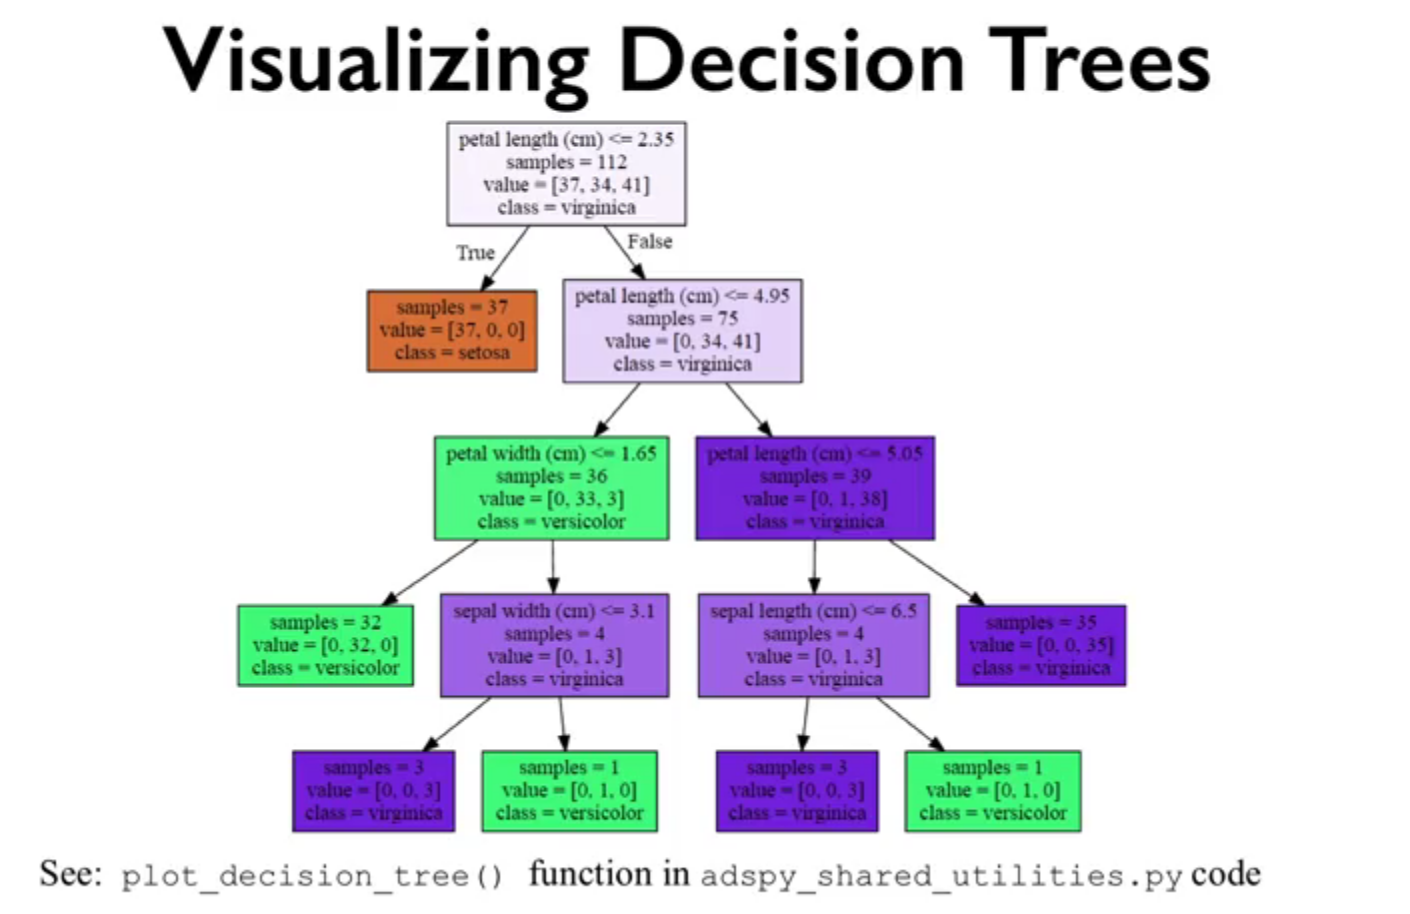 Visualizing Decision Trees
petal length (cm) <= 2.35
samples = 112
value = [37, 34, 41]
class = virginica
True
False
samples = 37
value = [37, 0, 0]
class = setosa
petal length (cm) <= 4.95
samples = 75
value = [0, 34, 41]
class = virginica
petal width (cm) <= 1.65
samples = 36
value = [0, 33, 3]
class = versicolor
petal length (cm) <= 5.05
samples = 39
value = [0, 1, 38]
class = virginica
samples = 32
value = [0, 32, 0]
class = versicolor
sepal width (cm) <= 3.1
samples = 4
value = [0, 1, 3]
class = virginica
sepal length (cm) <= 6.5
samples = 4
value = [0, 1, 3]
class = virginica
samples = 35
value = [0, 0, 35]
class = virginica
samples = 3
value = [0, 0, 3]
class = virginica
samples = 1
value = [0, 1, 0]
class = versicolor
samples = 3
value = [0, 0, 3]
class = virginica
samples = 1
value = [0, 1, 0]
class = versicolor
See: plot_decision_tree() function in adspy_shared_utilities.py code